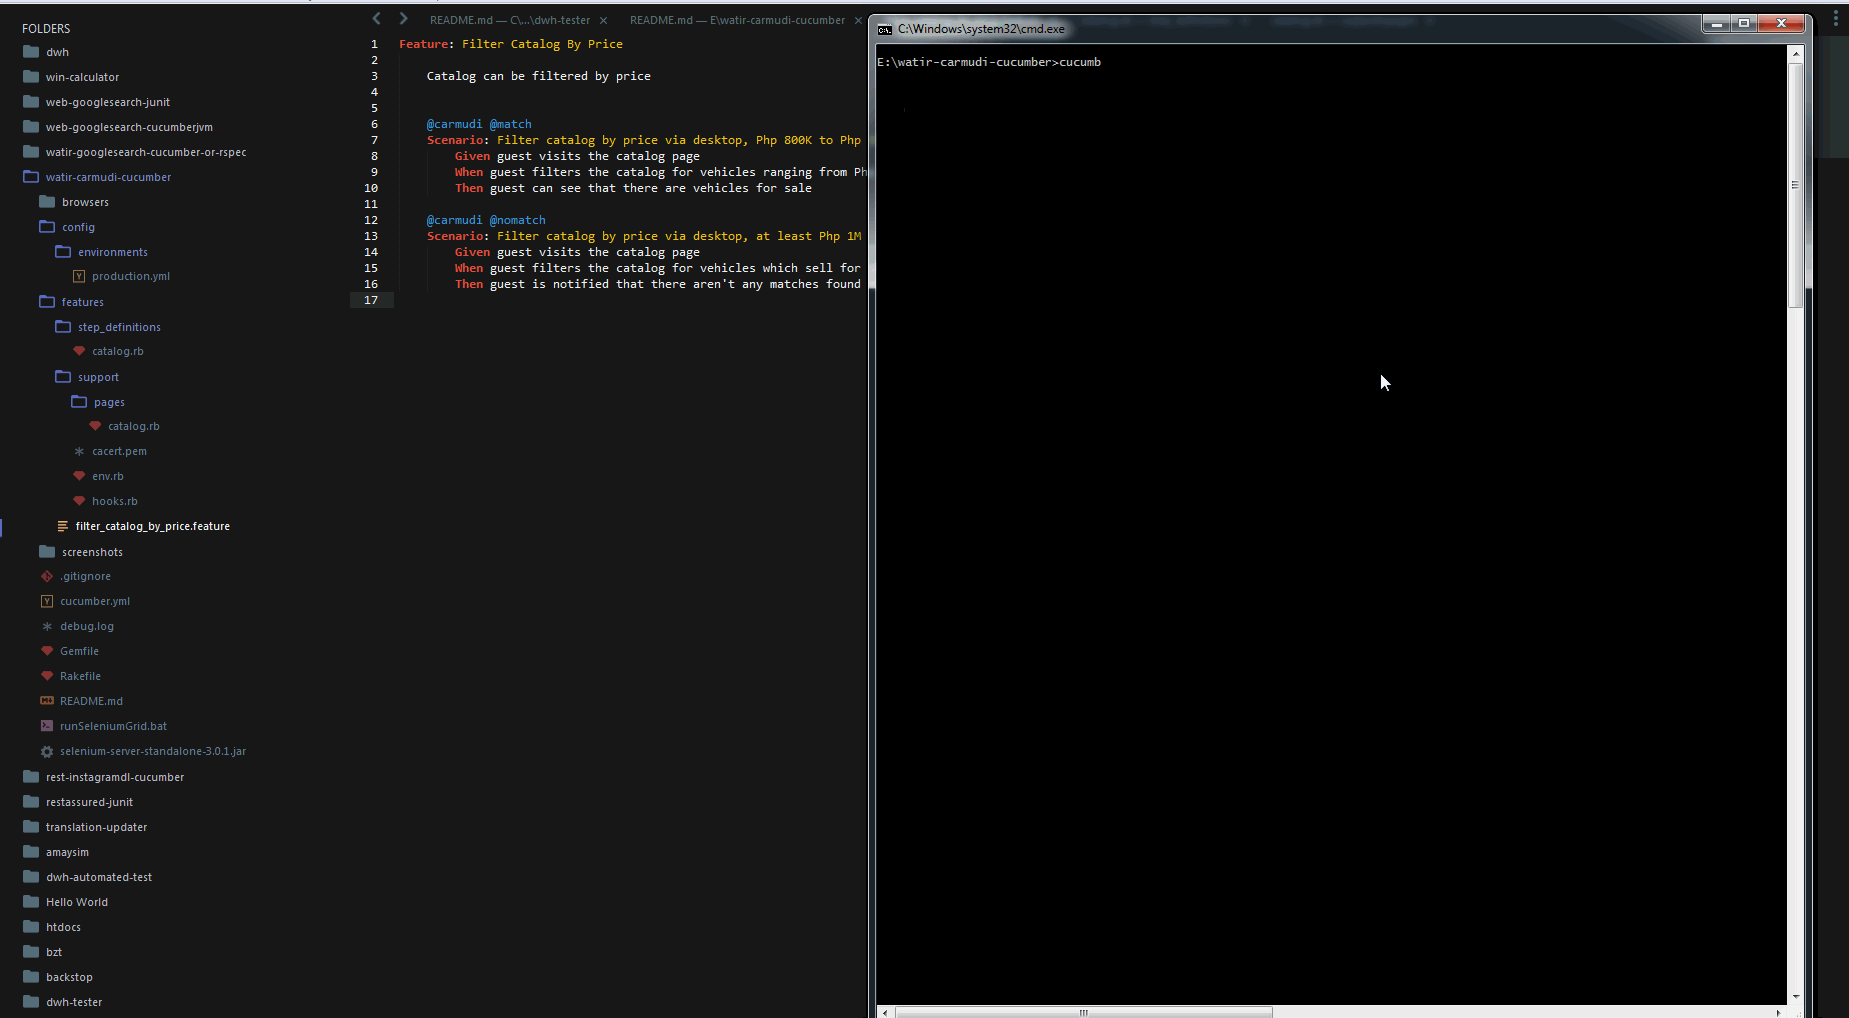 FOLDERS
dwh
win-calculator
web-googlesearch-junit
web-googlesearch-cucumberjvm
watir-googlesearch-cucumber-or-rspec
watir-carmudi-cucumber
browsers
config
environments
production.yml
features
step_definitions
catalog.rb
support
pages
catalog.rb
cacert.pem
env.rb
hooks.rb
filter_catalog_by_price.feature
screenshots
.gitignore
cucumber.yml
debug.log
Gemfile
Rakefile
README.md
runSeleniumGrid.bat
selenium-server-standalone-3.0.1.jar
rest-instagramdl-cucumber
restassured-junit
translation-updater
amaysim
dwh-automated-test
Hello World
htdocs
bzt
backstop
dwh-tester
README.md — C\...\dwh-tester
README.md — E\watir-carmudi-cucumber
1 Feature: Filter Catalog By Price
2
3 Catalog can be filtered by price
4
5
6 @carmudi @match
7 Scenario: Filter catalog by price via desktop, Php 800K to Php
8 Given guest visits the catalog page
9 When guest filters the catalog for vehicles ranging from Ph
10 Then guest can see that there are vehicles for sale
11
12 @carmudi @nomatch
13 Scenario: Filter catalog by price via desktop, at least Php 1M
14 Given guest visits the catalog page
15 When guest filters the catalog for vehicles which sell for
16 Then guest is notified that there aren't any matches found
17
C:\Windows\system32\cmd.exe
E:\watir-carmudi-cucumber>cucumb